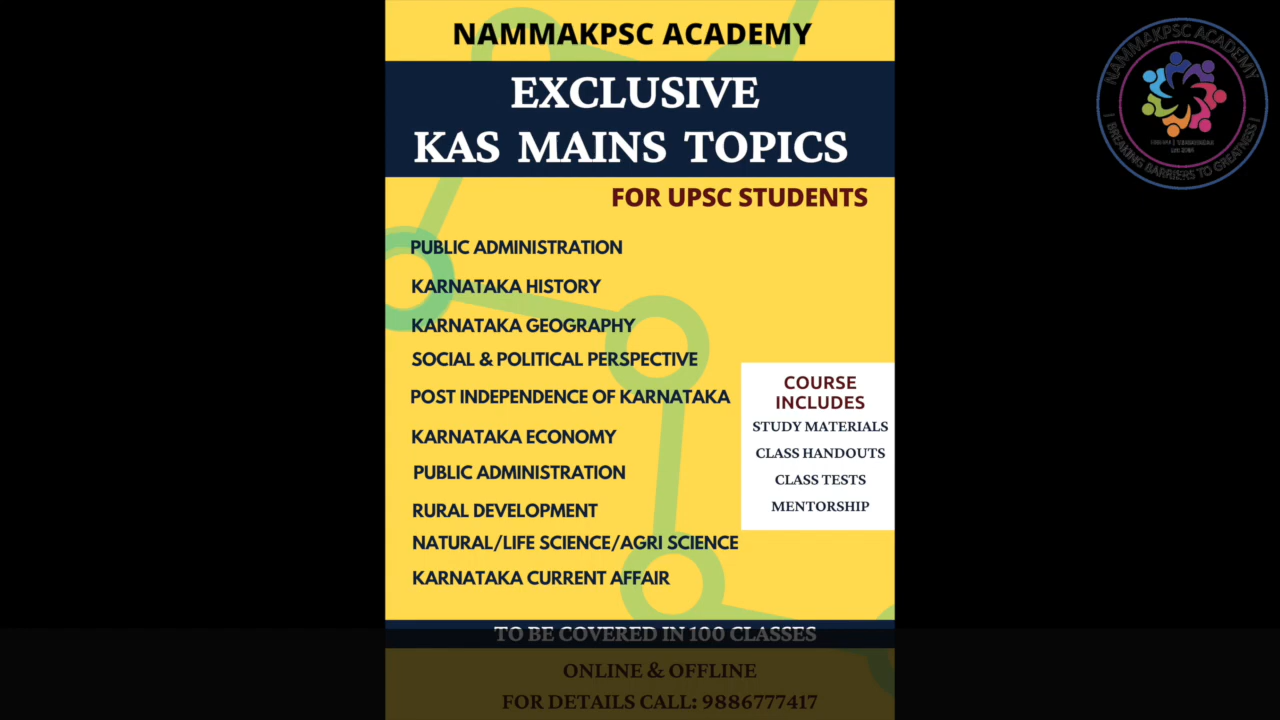 NAMMAKPSC ACADEMY
EXCLUSIVE
KAS MAINS TOPICS
FOR UPSC STUDENTS
PUBLIC ADMINISTRATION
KARNATAKA HISTORY
KARNATAKA GEOGRAPHY
SOCIAL & POLITICAL PERSPECTIVE
POST INDEPENDENCE OF KARNATAKA
KARNATAKA ECONOMY
PUBLIC ADMINISTRATION
RURAL DEVELOPMENT
NATURAL/LIFE SCIENCE/AGRI SCIENCE
KARNATAKA CURRENT AFFAIR
COURSE
INCLUDES
STUDY MATERIALS
CLASS HANDOUTS
CLASS TESTS
MENTORSHIP
TO BE COVERED IN 100 CLASSES
ONLINE & OFFLINE
FOR DETAILS CALL: 9886777417
NAMMAKPSC ACADEMY
| BREAKING BARRIERS TO GREATNESS |